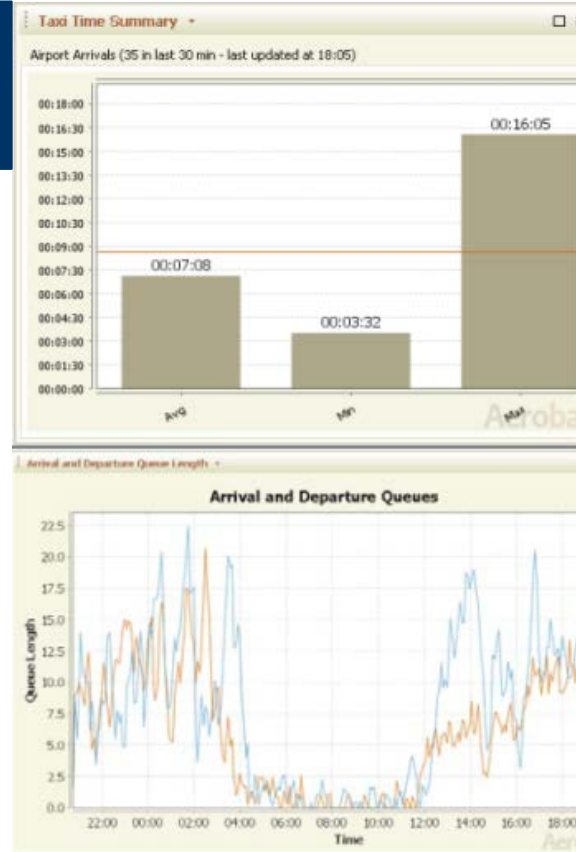 Taxi Time Summary
Airport Arrivals (35 in last 30 min - last updated at 18:05)
00:18:00
00:16:30
00:15:00
00:13:30
00:12:00
00:10:30
00:09:00
00:07:30
00:06:00
00:04:30
00:03:00
00:01:30
00:00:00
00:07:08
00:03:32
00:16:05
Avg
Min
Max
Aeroba
Arrival and Departure Queue Length
Arrival and Departure Queues
Queue Length
22.5
20.0
17.5
15.0
12.5
10.0
7.5
5.0
2.5
0.0
22:00 00:00 02:00 04:00 06:00 08:00 10:00 12:00 14:00 16:00 18:00
Time
Aer